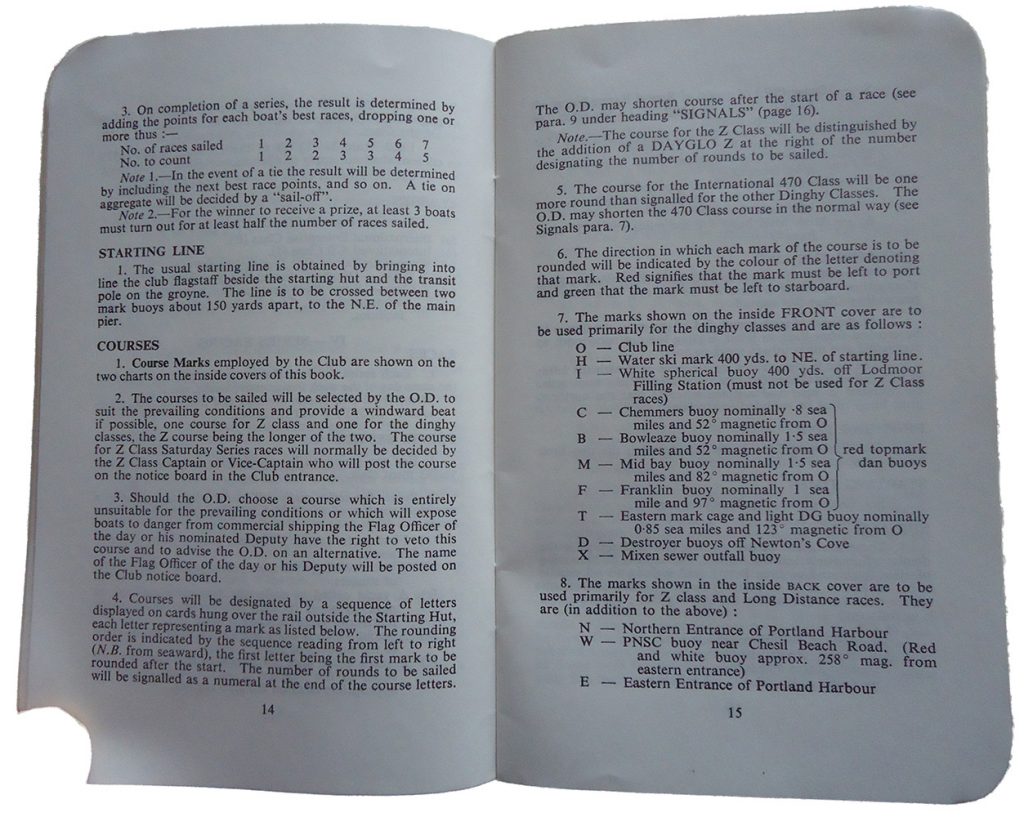 3. On completion of a series, the result is determined by
adding the points for each boat's best races, dropping one or
more thus :—
No. of races sailed 1 2 3 4 5 6 7
No. to count 1 2 2 3 3 4 5
Note 1.—In the event of a tie the result will be determined
by including the next best race points, and so on. A tie on
aggregate will be decided by a "sail-off".
Note 2.—For the winner to receive a prize, at least 3 boats
must turn out for at least half the number of races sailed.
STARTING LINE
1. The usual starting line is obtained by bringing into
line the club flagstaff beside the starting hut and the transit
pole on the groyne. The line is to be crossed between two
mark buoys about 150 yards apart, to the N.E. of the main
pier.
COURSES
1. Course Marks employed by the Club are shown on the
two charts on the inside covers of this book.
2. The courses to be sailed will be selected by the O.D. to
suit the prevailing conditions and provide a windward beat
if possible, one course for Z class and one for the dinghy
classes, the Z course being the longer of the two. The course
for Z Class Saturday Series races will normally be decided by
the Z Class Captain or Vice-Captain who will post the course
on the notice board in the Club entrance.
3. Should the O.D. choose a course which is entirely
unsuitable for the prevailing conditions or which will expose
boats to danger from commercial shipping the Flag Officer of
the day or his nominated Deputy have the right to veto this
course and to advise the O.D. on an alternative. The name
of the Flag Officer of the day or his Deputy will be posted on
the Club notice board.
4. Courses will be designated by a sequence of letters
displayed on cards hung over the rail outside the Starting Hut,
each letter representing a mark as listed below. The rounding
order is indicated by the sequence reading from left to right
(N.B. from seaward), the first letter being the first mark to be
rounded after the start. The number of rounds to be sailed
will be signalled as a numeral at the end of the course letters.
14
The O.D. may shorten course after the start of a race (see
para. 9 under heading "SIGNALS" (page 16).
Note.—The course for the Z Class will be distinguished by
the addition of a DAYGLO Z at the right of the number
designating the number of rounds to be sailed.
5. The course for the International 470 Class will be one
more round than signalled for the other Dinghy Classes. The
O.D. may shorten the 470 Class course in the normal way (see
Signals para. 7).
6. The direction in which each mark of the course is to be
rounded will be indicated by the colour of the letter denoting
that mark. Red signifies that the mark must be left to port
and green that the mark must be left to starboard.
7. The marks shown on the inside FRONT cover are to
be used primarily for the dinghy classes and are as follows :
O — Club line
H — Water ski mark 400 yds. to NE. of starting line.
I — White spherical buoy 400 yds. off Lodmoor
Filling Station (must not be used for Z Class
races)
C — Chemmers buoy nominally ·8 sea
miles and 52° magnetic from O
B — Bowleaze buoy nominally 1·5 sea
miles and 52° magnetic from O red topmark
M — Mid bay buoy nominally 1·5 sea dan buoys
miles and 82° magnetic from O
F — Franklin buoy nominally 1 sea
mile and 97° magnetic from O
T — Eastern mark cage and light DG buoy nominally
0·85 sea miles and 123° magnetic from O
D — Destroyer buoys off Newton's Cove
X — Mixen sewer outfall buoy
8. The marks shown in the inside BACK cover are to be
used primarily for Z class and Long Distance races. They
are (in addition to the above) :
N — Northern Entrance of Portland Harbour
W — PNSC buoy near Chesil Beach Road. (Red
and white buoy approx. 258° mag. from
eastern entrance)
E — Eastern Entrance of Portland Harbour
15